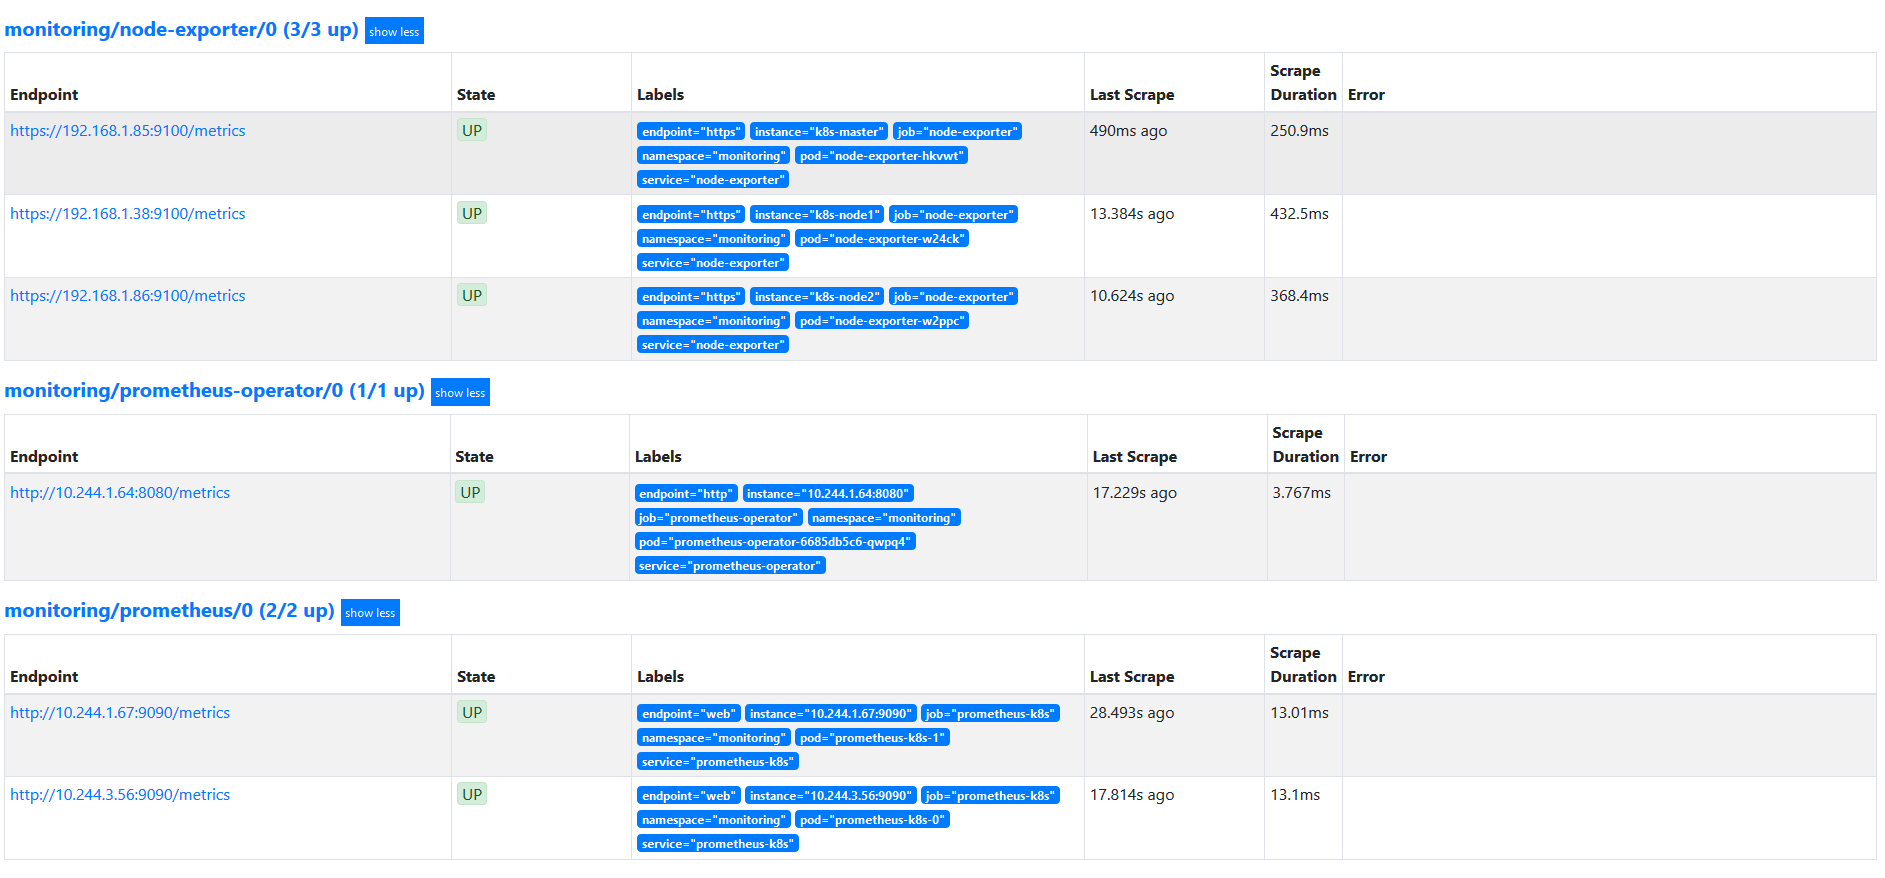 monitoring/node-exporter/0 (3/3 up) show less
Endpoint State Labels Last Scrape Scrape Duration Error
https://192.168.1.85:9100/metrics UP endpoint="https" instance="k8s-master" job="node-exporter" 490ms ago 250.9ms
namespace="monitoring" pod="node-exporter-hkvwt"
service="node-exporter"
https://192.168.1.38:9100/metrics UP endpoint="https" instance="k8s-node1" job="node-exporter" 13.384s ago 432.5ms
namespace="monitoring" pod="node-exporter-w24ck"
service="node-exporter"
https://192.168.1.86:9100/metrics UP endpoint="https" instance="k8s-node2" job="node-exporter" 10.624s ago 368.4ms
namespace="monitoring" pod="node-exporter-w2ppc"
service="node-exporter"
monitoring/prometheus-operator/0 (1/1 up) show less
Endpoint State Labels Last Scrape Scrape Duration Error
http://10.244.1.64:8080/metrics UP endpoint="http" instance="10.244.1.64:8080" 17.229s ago 3.767ms
job="prometheus-operator" namespace="monitoring"
pod="prometheus-operator-6685db5c6-qwpq4"
service="prometheus-operator"
monitoring/prometheus/0 (2/2 up) show less
Endpoint State Labels Last Scrape Scrape Duration Error
http://10.244.1.67:9090/metrics UP endpoint="web" instance="10.244.1.67:9090" job="prometheus-k8s" 28.493s ago 13.01ms
namespace="monitoring" pod="prometheus-k8s-1"
service="prometheus-k8s"
http://10.244.3.56:9090/metrics UP endpoint="web" instance="10.244.3.56:9090" job="prometheus-k8s" 17.814s ago 13.1ms
namespace="monitoring" pod="prometheus-k8s-0"
service="prometheus-k8s"